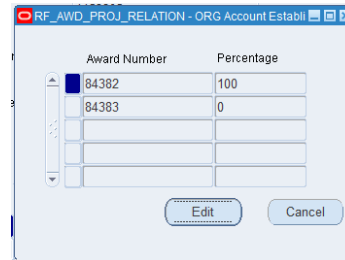 RF_AWD_PROJ_RELATION - ORG Account Establi
Award Number Percentage
84382 100
84383 0
Edit Cancel